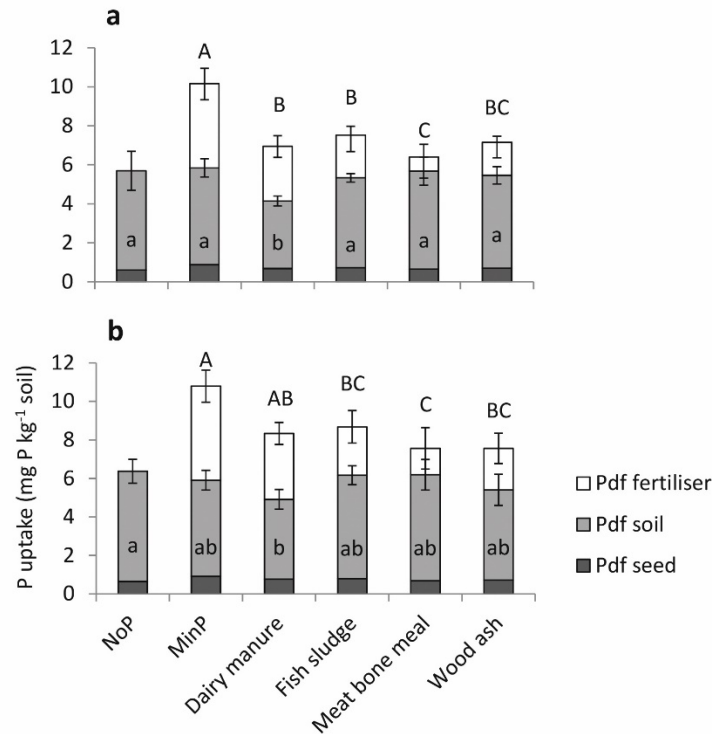 a
12
10
8
6
4
2
0
A
B
B
C
BC
a
a
b
a
a
a
b
12
10
8
6
4
2
0
A
AB
BC
C
BC
a
ab
b
ab
ab
ab
P uptake (mg P kg⁻¹ soil)
NoP
MinP
Dairy manure
Fish sludge
Meat bone meal
Wood ash
Pdf fertiliser
Pdf soil
Pdf seed